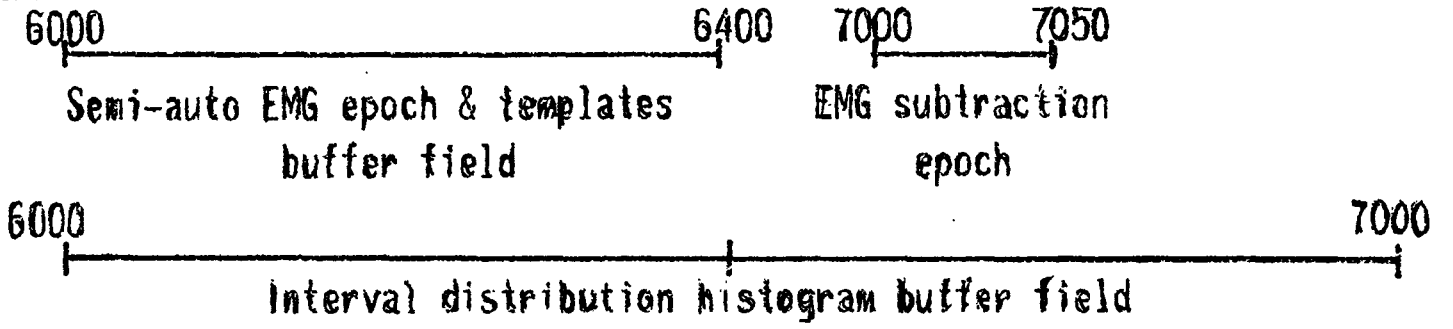 6000 6400 7000 7050
Semi-auto EMG epoch & templates EMG subtraction
buffer field epoch
6000 7000
Interval distribution histogram buffer field